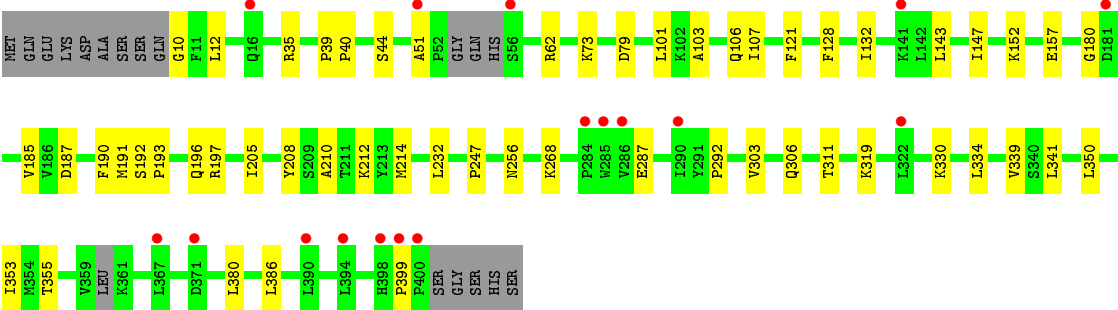 MET GLN GLU LYS ASP ALA SER SER GLN G10 F11 L12 Q16 R35 P39 P40 S44 A51 P52 GLY GLN HIS S56 R62 K73 D79 L101 K102 A103 Q106 I107 F121 F128 I132 K141 L142 L143 I147 K152 E157 G180 D181
V185 V186 D187 F190 M191 S192 P193 Q196 R197 I205 Y208 S209 A210 T211 K212 Y213 M214 L232 P247 N256 K268 P284 W285 V286 E287 I290 Y291 P292 V303 Q306 T311 K319 L322 K330 L334 V339 S340 L341 L350
I353 M354 T355 V359 LEU K361 L367 D371 L380 L386 L390 L394 H398 P399 P400 SER GLY SER HIS SER